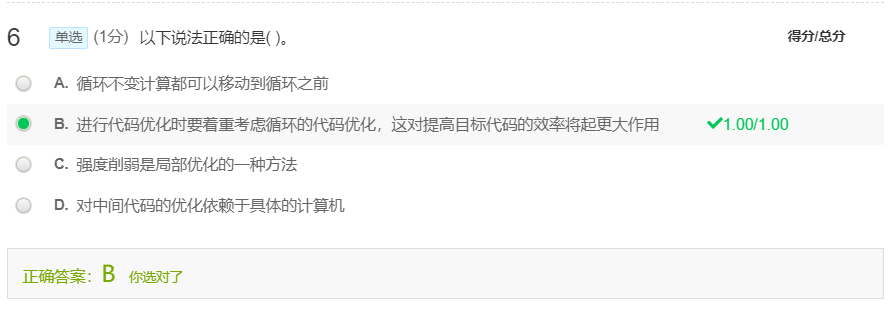 6 单选 (1分) 以下说法正确的是( )。 得分/总分
A. 循环不变计算都可以移动到循环之前
B. 进行代码优化时要着重考虑循环的代码优化，这对提高目标代码的效率将起更大作用 1.00/1.00
C. 强度削弱是局部优化的一种方法
D. 对中间代码的优化依赖于具体的计算机
正确答案：B 你选对了